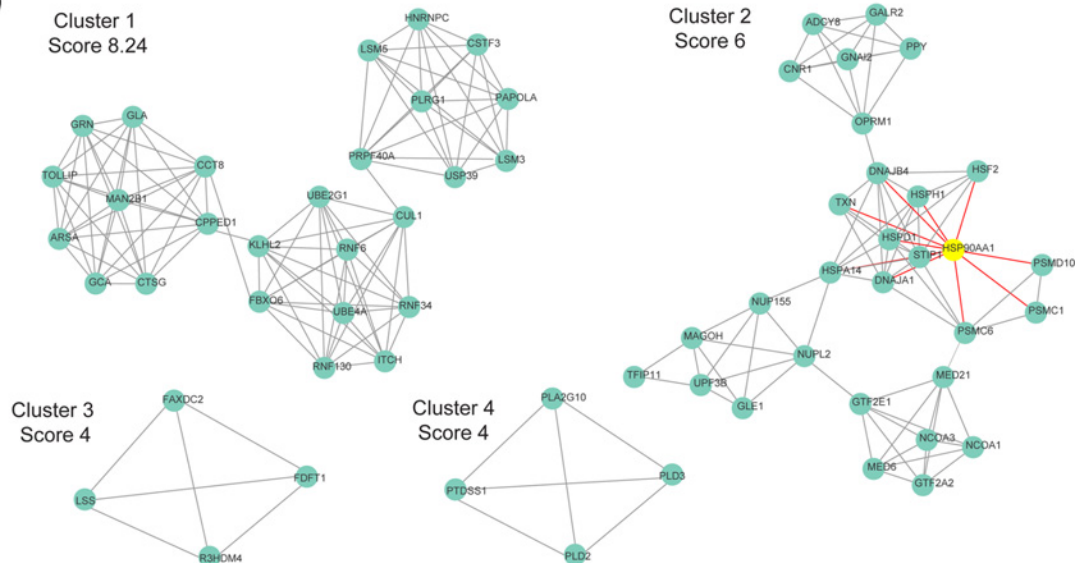 Cluster 1
Score 8.24
HNRNPC
LSM5
CSTF3
PLRG1
PAPOLA
PRPF40A
LSM3
USP39
GLA
GRN
CCT8
TOLLIP
MAN2B1
CPPED1
ARSA
GCA
CTSG
UBE2G1
CUL1
KLHL2
RNF6
FBXO6
UBE4A
RNF34
RNF130
ITCH
Cluster 2
Score 6
GALR2
ADCY8
PPY
GNAI2
CNR1
OPRM1
DNAJB4
HSF2
HSPH1
TXN
HSPD1
HSP90AA1
STIP1
PSMD10
HSPA14
DNAJA1
PSMC1
NUP155
PSMC6
MAGOH
NUPL2
TFIP11
UPF3B
GLE1
MED21
GTF2E1
NCOA3
NCOA1
MED6
GTF2A2
Cluster 3
Score 4
FAXDC2
FDFT1
LSS
R3HDM4
Cluster 4
Score 4
PLA2G10
PLD3
PTDSS1
PLD2